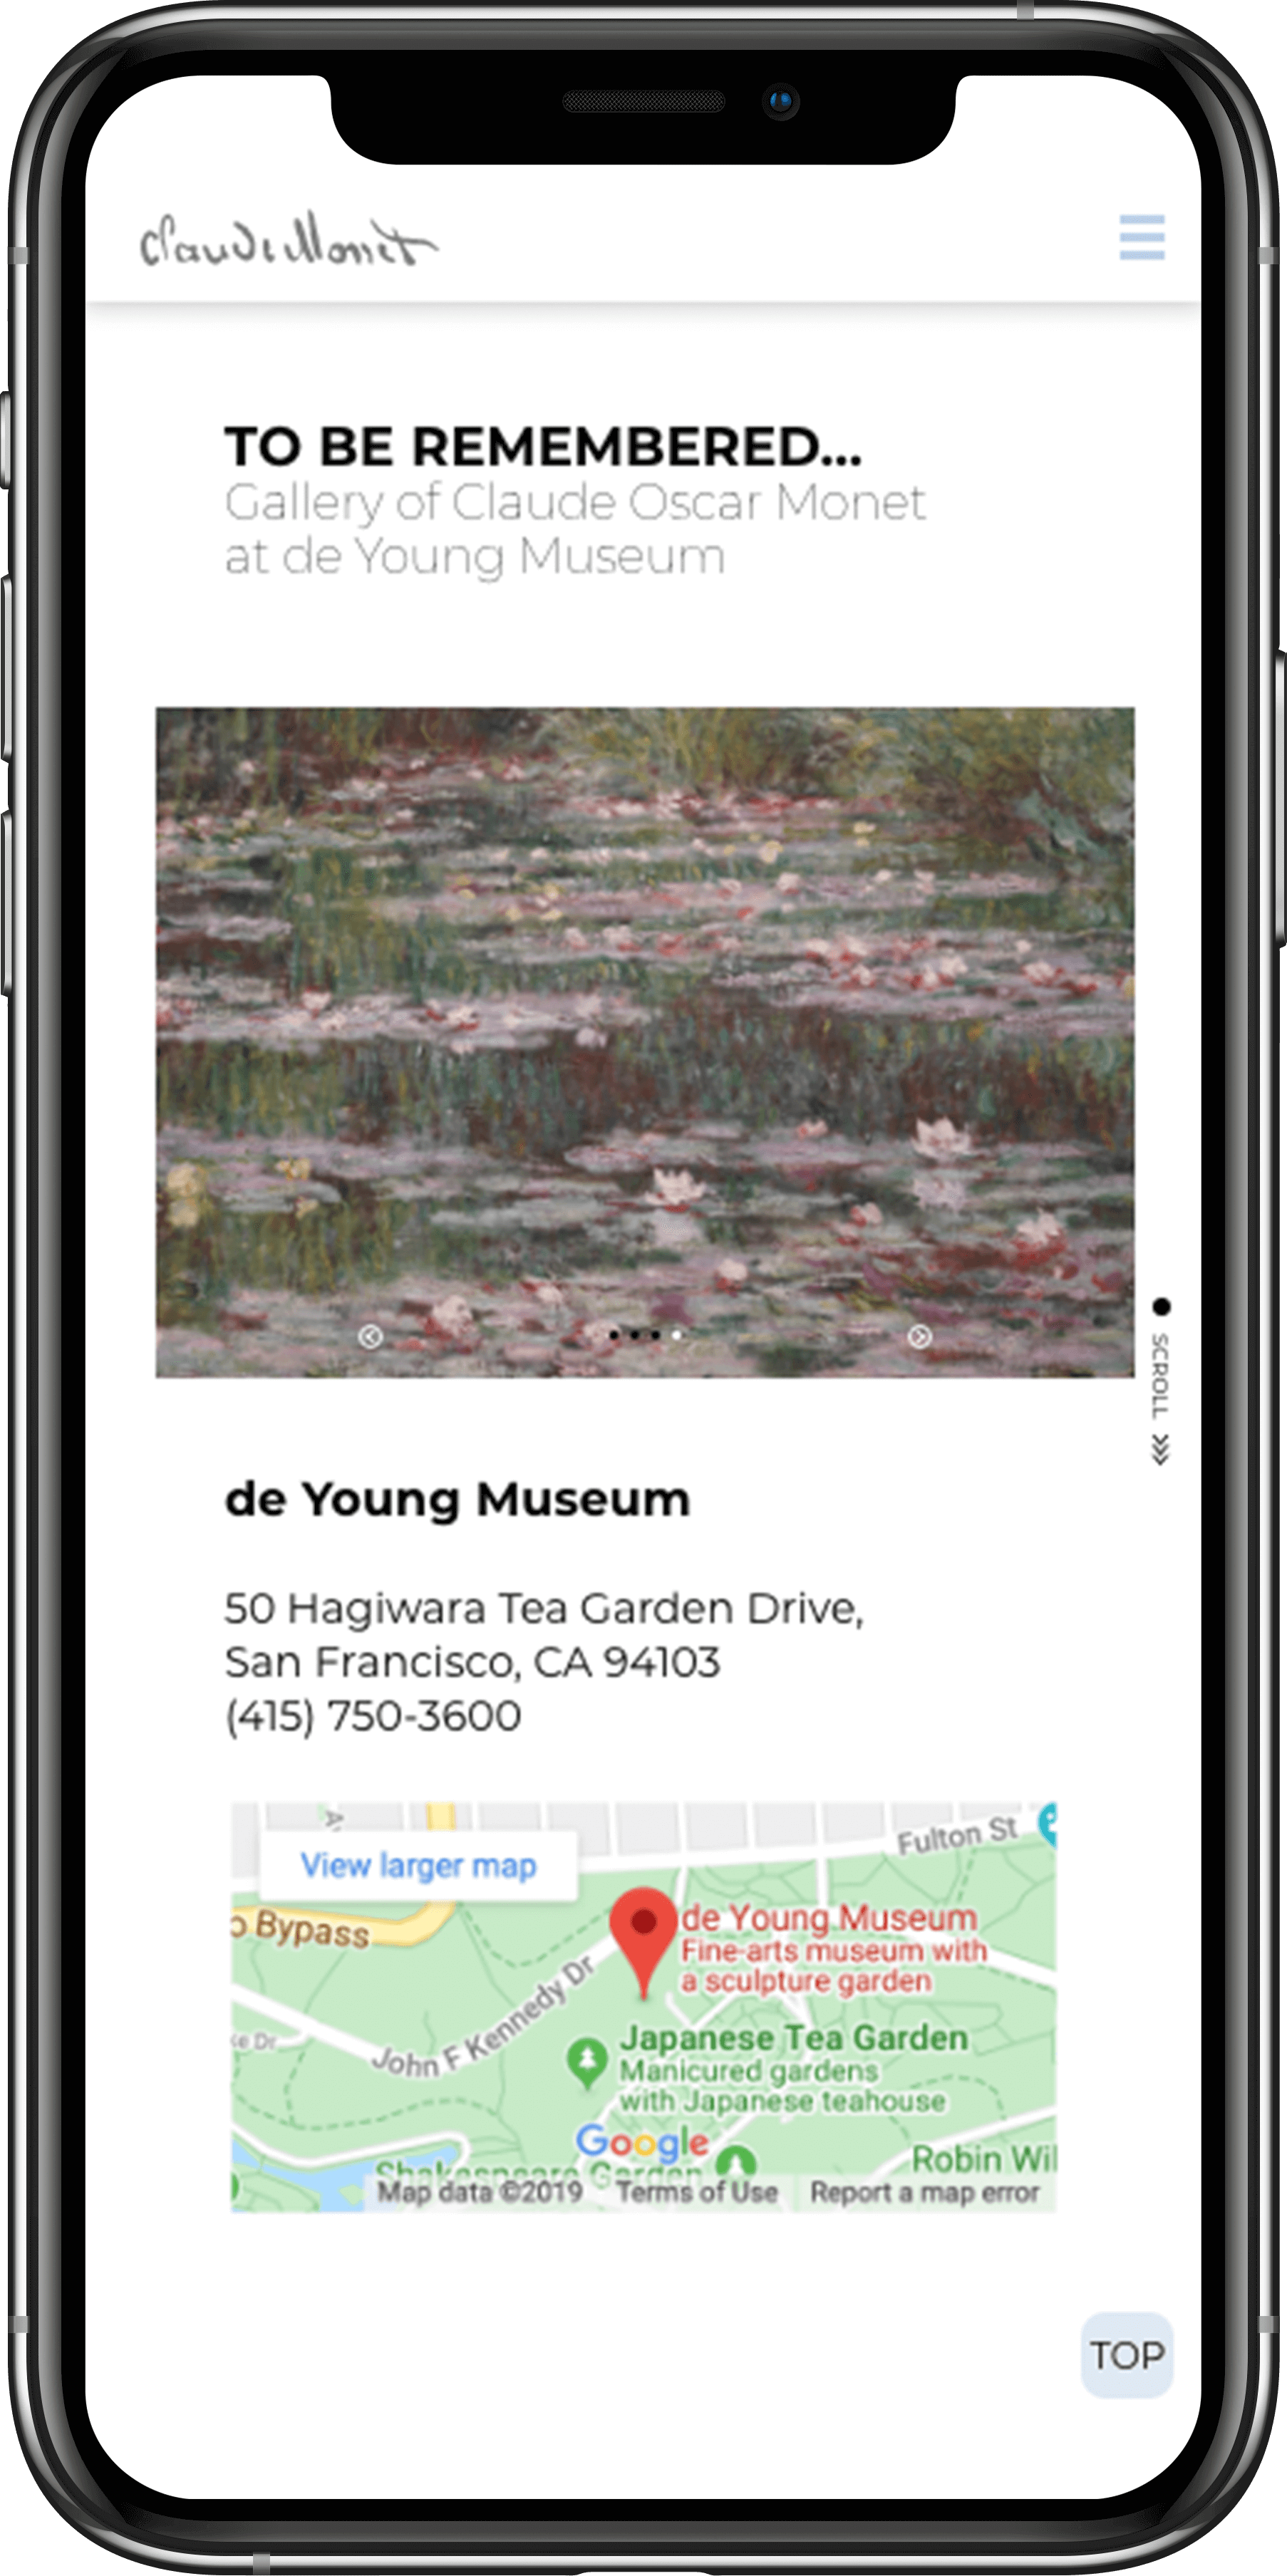 Claude Monet
TO BE REMEMBERED...
Gallery of Claude Oscar Monet
at de Young Museum
SCROLL
de Young Museum
50 Hagiwara Tea Garden Drive,
San Francisco, CA 94103
(415) 750-3600
View larger map
Fulton St
Bypass
de Young Museum
Fine-arts museum with
a sculpture garden
John F Kennedy Dr
ke Dr
Japanese Tea Garden
Manicured gardens
with Japanese teahouse
Google
Robin Wil
Shakespeare Garden
Map data ©2019 Terms of Use Report a map error
TOP